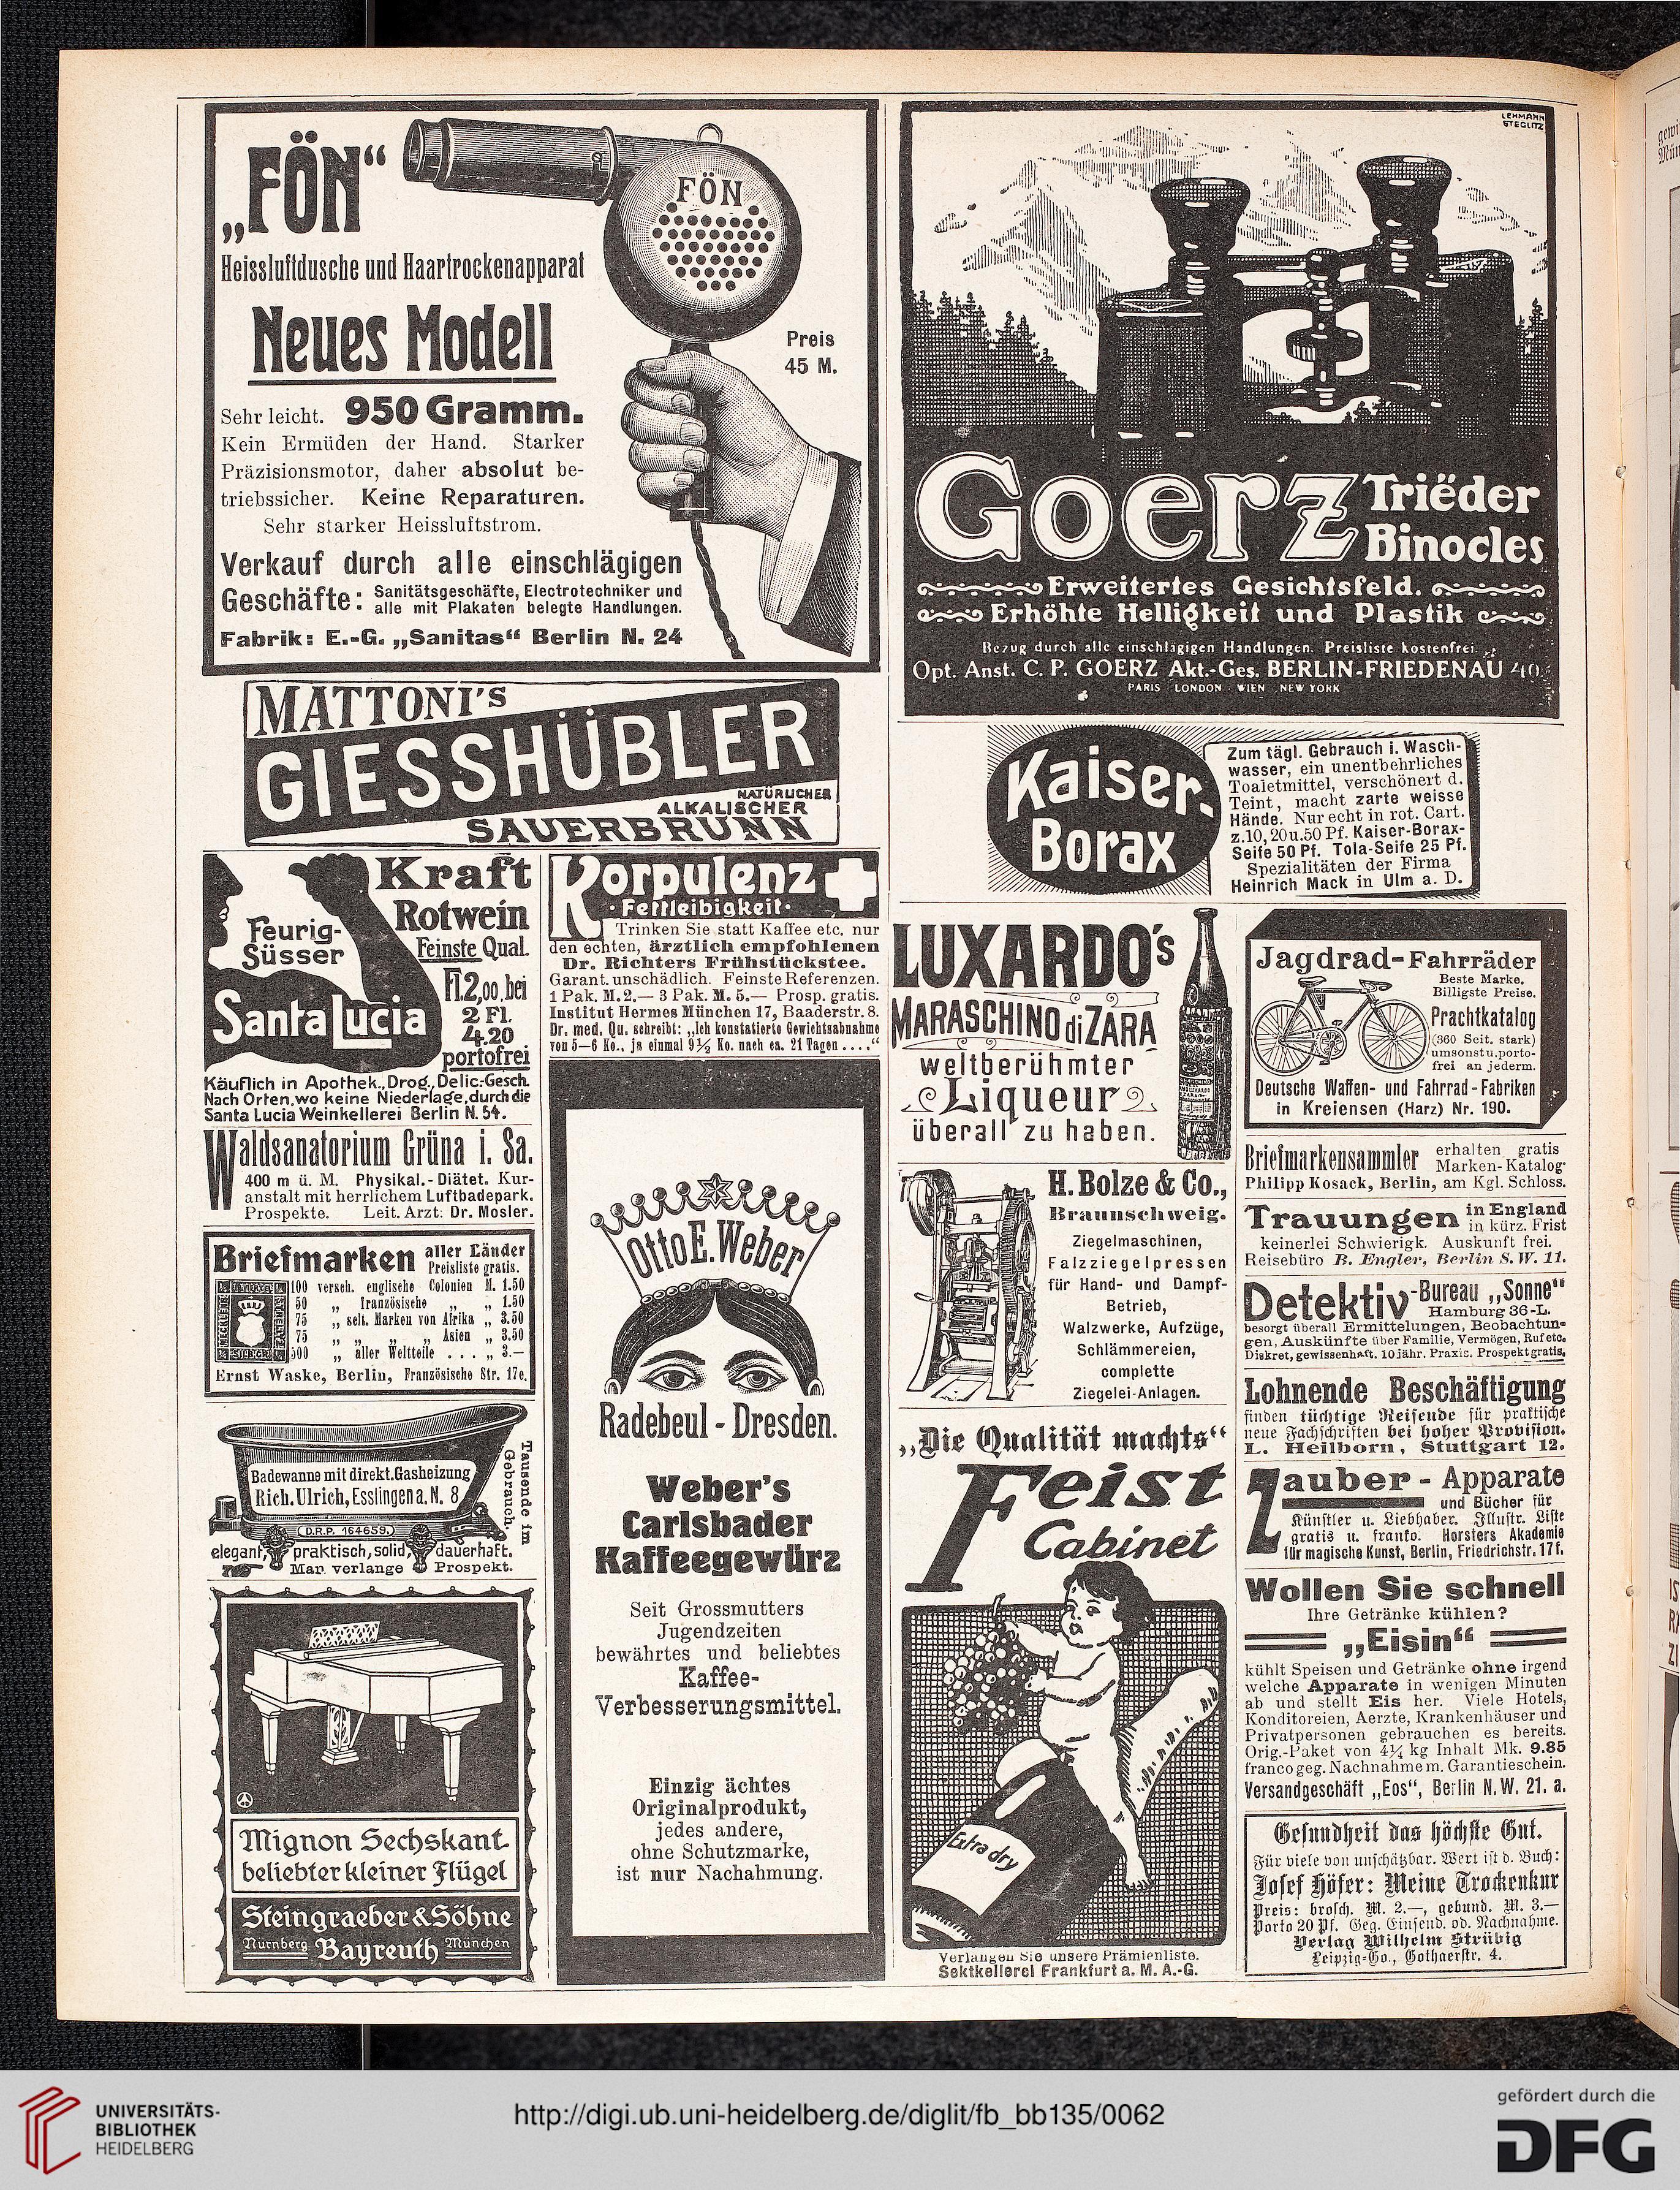 „FÖN“
FÖN
Heissluftdusche und Haartrockenapparat
Neues Modell
Preis
45 M.
Sehr leicht. 950 Gramm.
Kein Ermüden der Hand. Starker
Präzisionsmotor, daher absolut be-
triebssicher. Keine Reparaturen.
Sehr starker Heissluftstrom.
Verkauf durch alle einschlägigen
Geschäfte: Sanitätsgeschäfte, Electrotechniker und
alle mit Plakaten belegte Handlungen.
Fabrik: E.-G. „Sanitas“ Berlin N. 24
LEHMANN
STEGLITZ
Goerz Triëder
Binocles
Erweitertes Gesichtsfeld.
Erhöhte Helligkeit und Plastik
Bezug durch alle einschlägigen Handlungen. Preisliste kostenfrei
Opt. Anst. C. P. GOERZ Akt.-Ges. BERLIN-FRIEDENAU 40
PARIS LONDON WIEN NEW YORK
MATTONI'S
GIESSHÜBLER
NATÜRLICHER
ALKALISCHER
SAUERBRUNN
Kaiser-
Borax
Zum tägl. Gebrauch i. Wasch-
wasser, ein unentbehrliches
Toaletmittel, verschönert d.
Teint, macht zarte weisse
Hände. Nur echt in rot. Cart.
z. 10, 20 u. 50 Pf. Kaiser-Borax-
Seife 50 Pf. Tola-Seife 25 Pf.
Spezialitäten der Firma
Heinrich Mack in Ulm a. D.
Kraft
Rotwein
Feurig-
Süsser
Feinste Qual.
Fl. 2,00 bei
2 Fl.
4.20
portofrei
Santa Lucia
Käuflich in Apothek., Drog., Delic.-Gesch.
Nach Orten, wo keine Niederlage, durch die
Santa Lucia Weinkellerei Berlin N. 54.
Korpulenz
Fettleibigkeit
Trinken Sie statt Kaffee etc. nur
den echten, ärztlich empfohlenen
Dr. Richters Frühstückstee.
Garant. unschädlich. Feinste Referenzen.
1 Pak. M. 2.— 3 Pak. M. 5.— Prosp. gratis.
Institut Hermes München 17, Baaderstr. 8.
Dr. med. Qu. schreibt: „Ich konstatierte Gewichtsabnahme
von 5—6 Ko., ja einmal 9½ Ko. nach ca. 21 Tagen ....“
Waldsanatorium Grüna i. Sa.
400 m ü. M. Physikal.-Diätet. Kur-
anstalt mit herrlichem Luftbadepark.
Prospekte. Leit. Arzt: Dr. Mosler.
Briefmarken aller Länder
Preisliste gratis.
100 versch. englische Colonien M. 1.50
50 „ französische „ „ 1.50
75 „ selt. Marken von Afrika „ 3.50
75 „ „ „ „ Asien „ 3.50
500 „ aller Weltteile . . . „ 3.—
Ernst Waske, Berlin, Französische Str. 17e.
Badewanne mit direkt. Gasheizung
Rich. Ulrich, Esslingen a. N. 8
D.R.P. 164659.
Tausende im
Gebrauch.
elegant, praktisch, solid, dauerhaft.
Man verlange Prospekt.
Mignon Sechskant
beliebter kleiner Flügel
Steingraeber & Söhne
Nürnberg Bayreuth München
Otto E. Weber
Radebeul - Dresden.
Weber's
Carlsbader
Kaffeegewürz
Seit Grossmutters
Jugendzeiten
bewährtes und beliebtes
Kaffee-
Verbesserungsmittel.
Einzig ächtes
Originalprodukt,
jedes andere,
ohne Schutzmarke,
ist nur Nachahmung.
LUXARDO's
MARASCHINO di ZARA
weltberühmter
Liqueur
überall zu haben.
H. Bolze & Co.,
Braunschweig.
Ziegelmaschinen,
Falzziegelpressen
für Hand- und Dampf-
Betrieb,
Walzwerke, Aufzüge,
Schlämmereien,
complette
Ziegelei-Anlagen.
„Die Qualität machts“
Feist
Cabinet
Extra dry
Verlangen Sie unsere Prämienliste.
Sektkellerei Frankfurt a. M. A.-G.
Jagdrad-Fahrräder
Beste Marke.
Billigste Preise.
Prachtkatalog
(360 Seit. stark)
umsonst u. porto-
frei an jederm.
Deutsche Waffen- und Fahrrad-Fabriken
in Kreiensen (Harz) Nr. 190.
Briefmarkensammler erhalten gratis
Marken-Katalog
Philipp Kosack, Berlin, am Kgl. Schloss.
Trauungen in England
in kürz. Frist
keinerlei Schwierigk. Auskunft frei.
Reisebüro B. Engler, Berlin S. W. 11.
Detektiv-Bureau „Sonne“
Hamburg 36-L.
besorgt überall Ermittelungen, Beobachtun-
gen, Auskünfte über Familie, Vermögen, Ruf etc.
Diskret, gewissenhaft. 10jähr. Praxis. Prospekt gratis.
Lohnende Beschäftigung
finden tüchtige Reisende für praktische
neue Fachschriften bei hoher Provision.
L. Heilborn, Stuttgart 12.
Zauber - Apparate
und Bücher für
Künstler u. Liebhaber. Illustr. Liste
gratis u. franko. Horsters Akademie
für magische Kunst, Berlin, Friedrichstr. 17 f.
Wollen Sie schnell
Ihre Getränke kühlen?
„Eisin“
kühlt Speisen und Getränke ohne irgend
welche Apparate in wenigen Minuten
ab und stellt Eis her. Viele Hotels,
Konditoreien, Aerzte, Krankenhäuser und
Privatpersonen gebrauchen es bereits.
Orig.-Paket von 4¼ kg Inhalt Mk. 9.85
franco geg. Nachnahme m. Garantieschein.
Versandgeschäft „Eos“, Berlin N.W. 21. a.
Gesundheit das höchste Gut.
Für viele von unschätzbar. Wert ist d. Buch:
Josef Höfer: Meine Trockenkur
Preis: brosch. M. 2.—, gebund. M. 3.—
Porto 20 Pf. Geg. Einsend. od. Nachnahme.
Verlag Wilhelm Strübig
Leipzig-Go., Gothaerstr. 4.
UNIVERSITÄTS-
BIBLIOTHEK
HEIDELBERG
http://digi.ub.uni-heidelberg.de/diglit/fb_bb135/0062
gefördert durch die
DFG